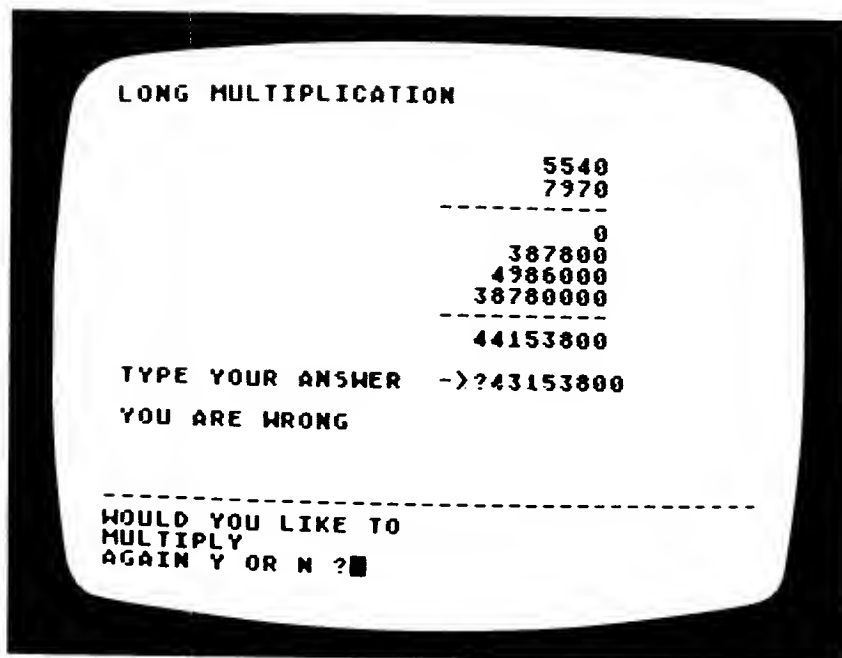 LONG MULTIPLICATION
5540
7970
----------
0
387800
4986000
38780000
----------
44153800
TYPE YOUR ANSWER ->?43153800
YOU ARE WRONG
-------------------------------------
WOULD YOU LIKE TO
MULTIPLY
AGAIN Y OR N ?